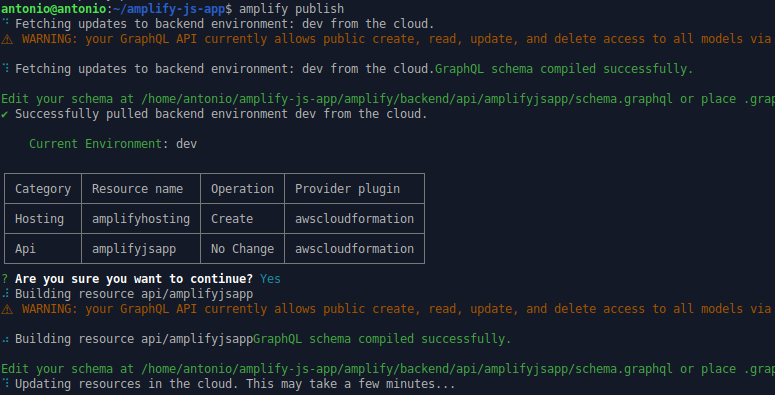 antonio@antonio:~/amplify-js-app$ amplify publish
⠙ Fetching updates to backend environment: dev from the cloud.
⚠ WARNING: your GraphQL API currently allows public create, read, update, and delete access to all models via
⠹ Fetching updates to backend environment: dev from the cloud.GraphQL schema compiled successfully.
Edit your schema at /home/antonio/amplify-js-app/amplify/backend/api/amplifyjsapp/schema.graphql or place .grap
✔ Successfully pulled backend environment dev from the cloud.
Current Environment: dev
Category Resource name Operation Provider plugin
Hosting amplifyhosting Create awscloudformation
Api amplifyjsapp No Change awscloudformation
? Are you sure you want to continue? Yes
⠼ Building resource api/amplifyjsapp
⚠ WARNING: your GraphQL API currently allows public create, read, update, and delete access to all models via
⠴ Building resource api/amplifyjsappGraphQL schema compiled successfully.
Edit your schema at /home/antonio/amplify-js-app/amplify/backend/api/amplifyjsapp/schema.graphql or place .grap
⠹ Updating resources in the cloud. This may take a few minutes...